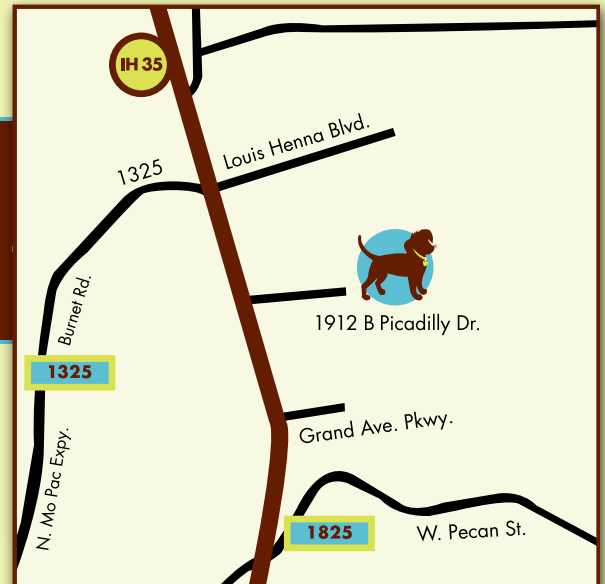 IH 35
Louis Henna Blvd.
1325
Burnet Rd.
1912 B Picadilly Dr.
1325
Grand Ave. Pkwy.
N. Mo Pac Expy.
1825
W. Pecan St.